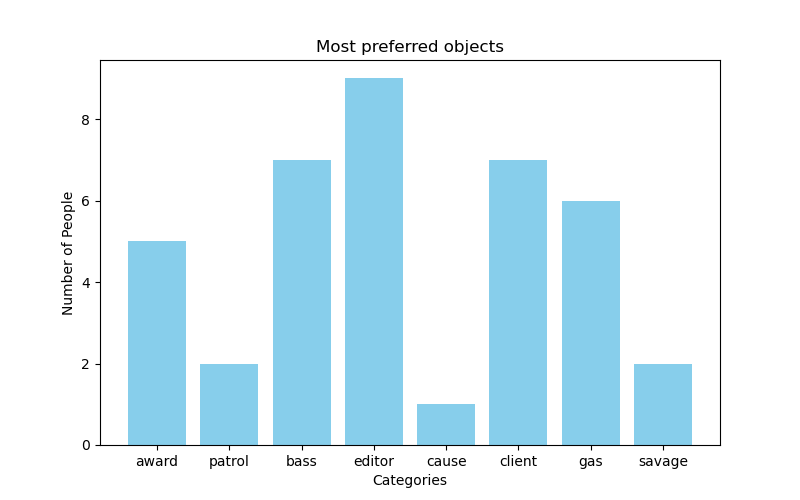 Most preferred objects
Number of People
8
6
4
2
0
award patrol bass editor cause client gas savage
Categories